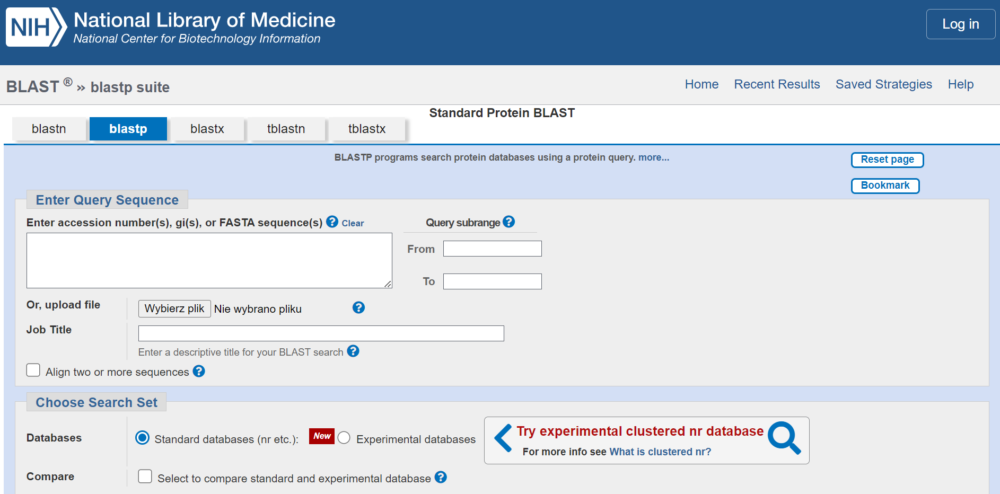 NIH National Library of Medicine
National Center for Biotechnology Information
Log in
BLAST ® » blastp suite
Home Recent Results Saved Strategies Help
Standard Protein BLAST
blastn blastp blastx tblastn tblastx
BLASTP programs search protein databases using a protein query. more...
Reset page
Bookmark
Enter Query Sequence
Enter accession number(s), gi(s), or FASTA sequence(s) ? Clear
Query subrange ?
From
To
Or, upload file Wybierz plik Nie wybrano pliku ?
Job Title
Enter a descriptive title for your BLAST search ?
Align two or more sequences ?
Choose Search Set
Databases Standard databases (nr etc.): New Experimental databases
Try experimental clustered nr database
For more info see What is clustered nr?
Compare Select to compare standard and experimental database ?